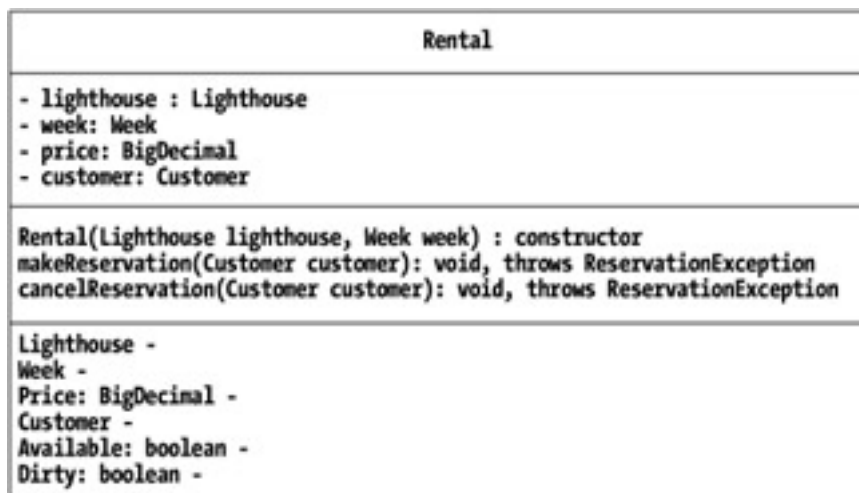 Rental
- lighthouse : Lighthouse
- week: Week
- price: BigDecimal
- customer: Customer
Rental(Lighthouse lighthouse, Week week) : constructor
makeReservation(Customer customer): void, throws ReservationException
cancelReservation(Customer customer): void, throws ReservationException
Lighthouse -
Week -
Price: BigDecimal -
Customer -
Available: boolean -
Dirty: boolean -